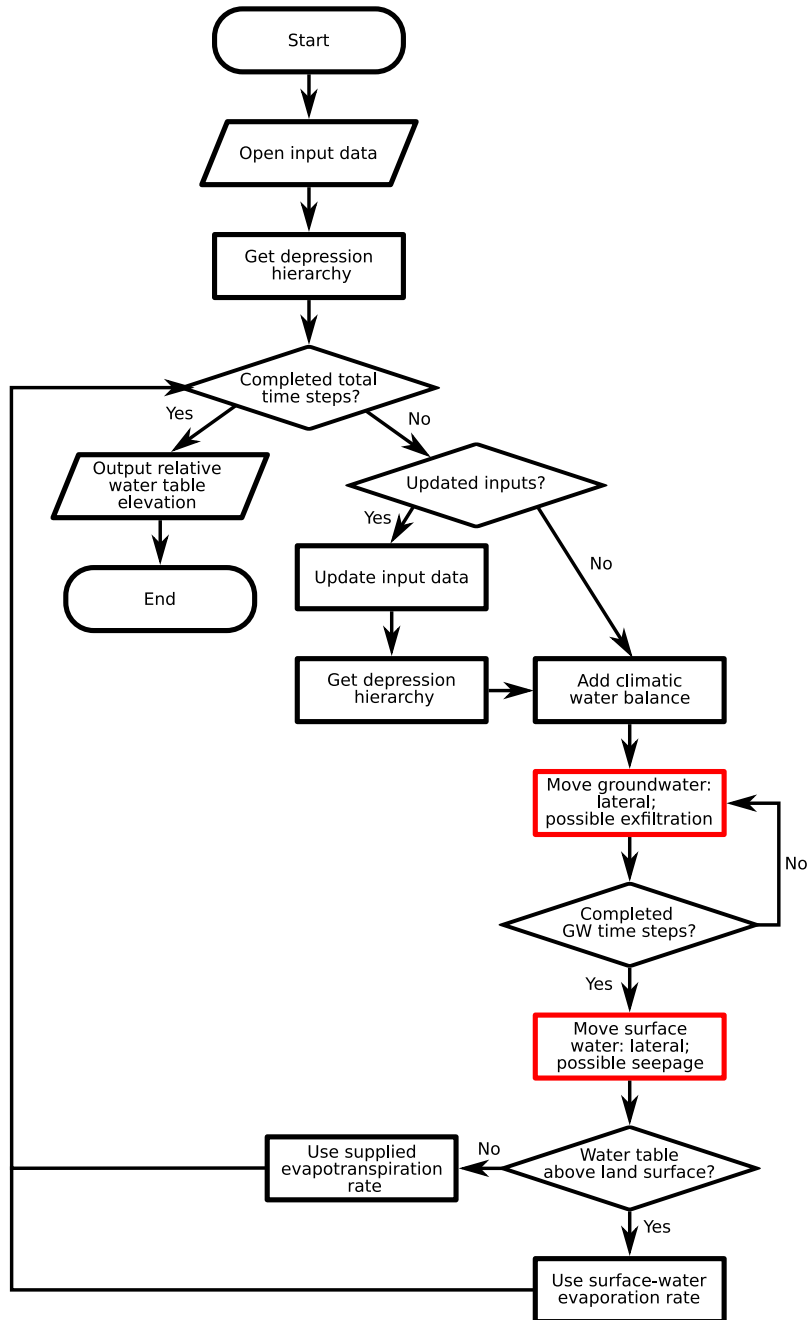 Start
Open input data
Get depression
hierarchy
Completed total
time steps?
Yes
No
Output relative
water table
elevation
Updated inputs?
Yes
No
End
Update input data
Get depression
hierarchy
Add climatic
water balance
Move groundwater:
lateral;
possible exfiltration
No
Completed
GW time steps?
Yes
Move surface
water: lateral;
possible seepage
Use supplied
evapotranspiration
rate
No
Water table
above land surface?
Yes
Use surface-water
evaporation rate